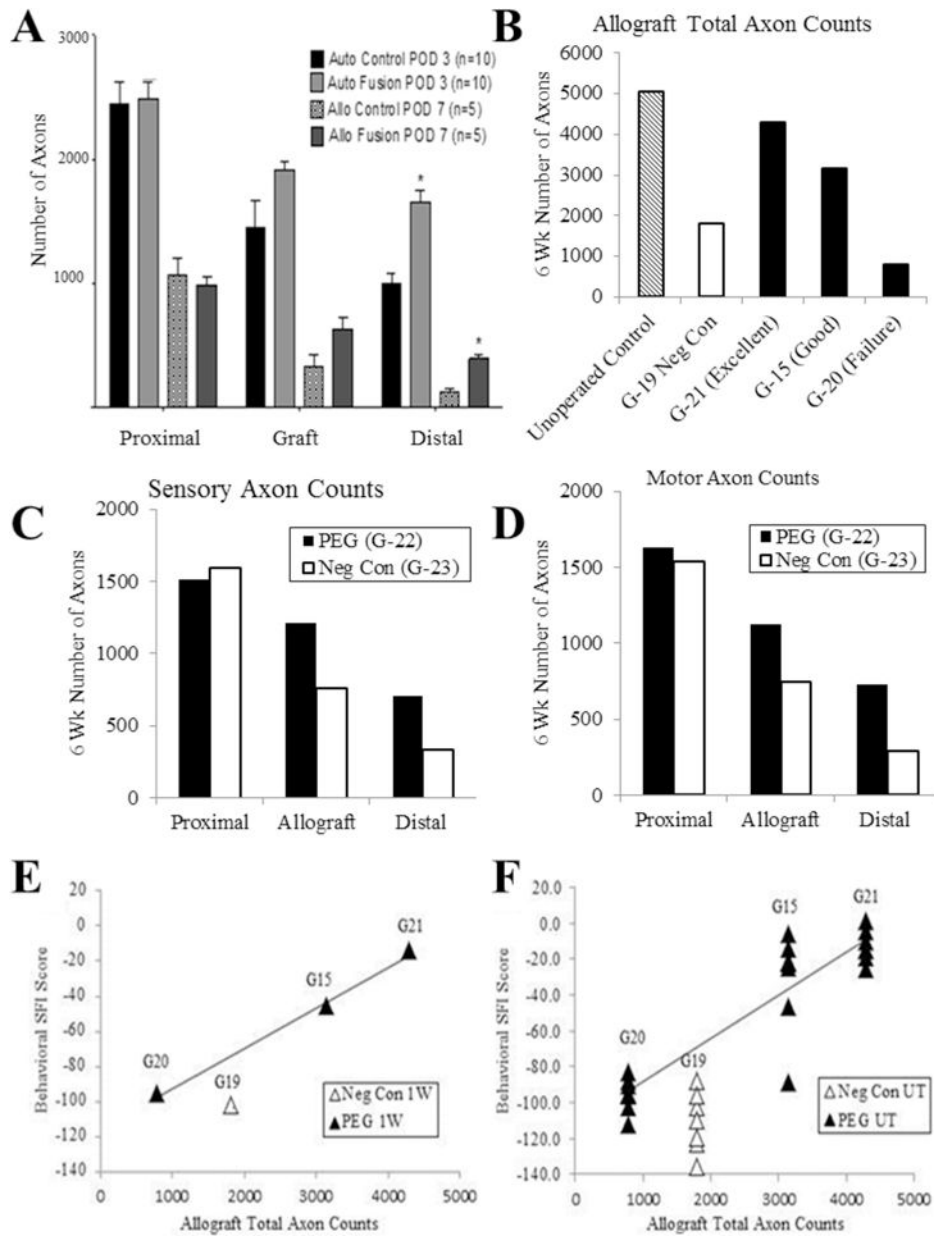 A
3000
2000
1000
Number of Axons
Auto Control POD 3 (n=10)
Auto Fusion POD 3 (n=10)
Allo Control POD 7 (n=5)
Allo Fusion POD 7 (n=5)
*
*
Proximal Graft Distal
B
Allograft Total Axon Counts
6 Wk Number of Axons
6000
5000
4000
3000
2000
1000
0
Unoperated Control
G-19 Neg Con
G-21 (Excellent)
G-15 (Good)
G-20 (Failure)
C
Sensory Axon Counts
6 Wk Number of Axons
2000
1500
1000
500
0
PEG (G-22)
Neg Con (G-23)
Proximal Allograft Distal
D
Motor Axon Counts
6 Wk Number of Axons
2000
1500
1000
500
0
PEG (G-22)
Neg Con (G-23)
Proximal Allograft Distal
E
Behavioral SFI Score
20
0
-20
-40
-60
-80
-100
-120
-140
G21
G15
G20
G19
Neg Con 1W
PEG 1W
0 1000 2000 3000 4000 5000
Allograft Total Axon Counts
F
Behavioral SFI Score
20.0
0.0
-20.0
-40.0
-60.0
-80.0
-100.0
-120.0
-140.0
G15
G21
G20
G19
Neg Con UT
PEG UT
0 1000 2000 3000 4000 5000
Allograft Total Axon Counts